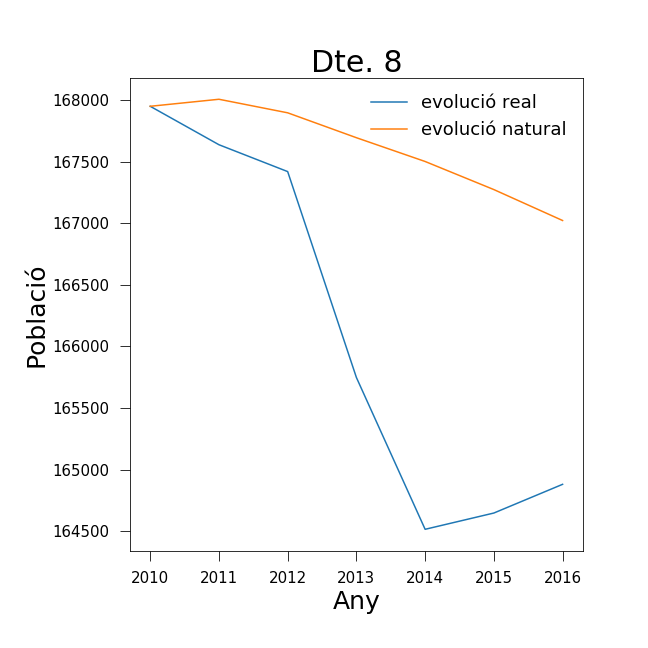 Dte. 8
evolució real
evolució natural
Població
168000
167500
167000
166500
166000
165500
165000
164500
2010 2011 2012 2013 2014 2015 2016
Any